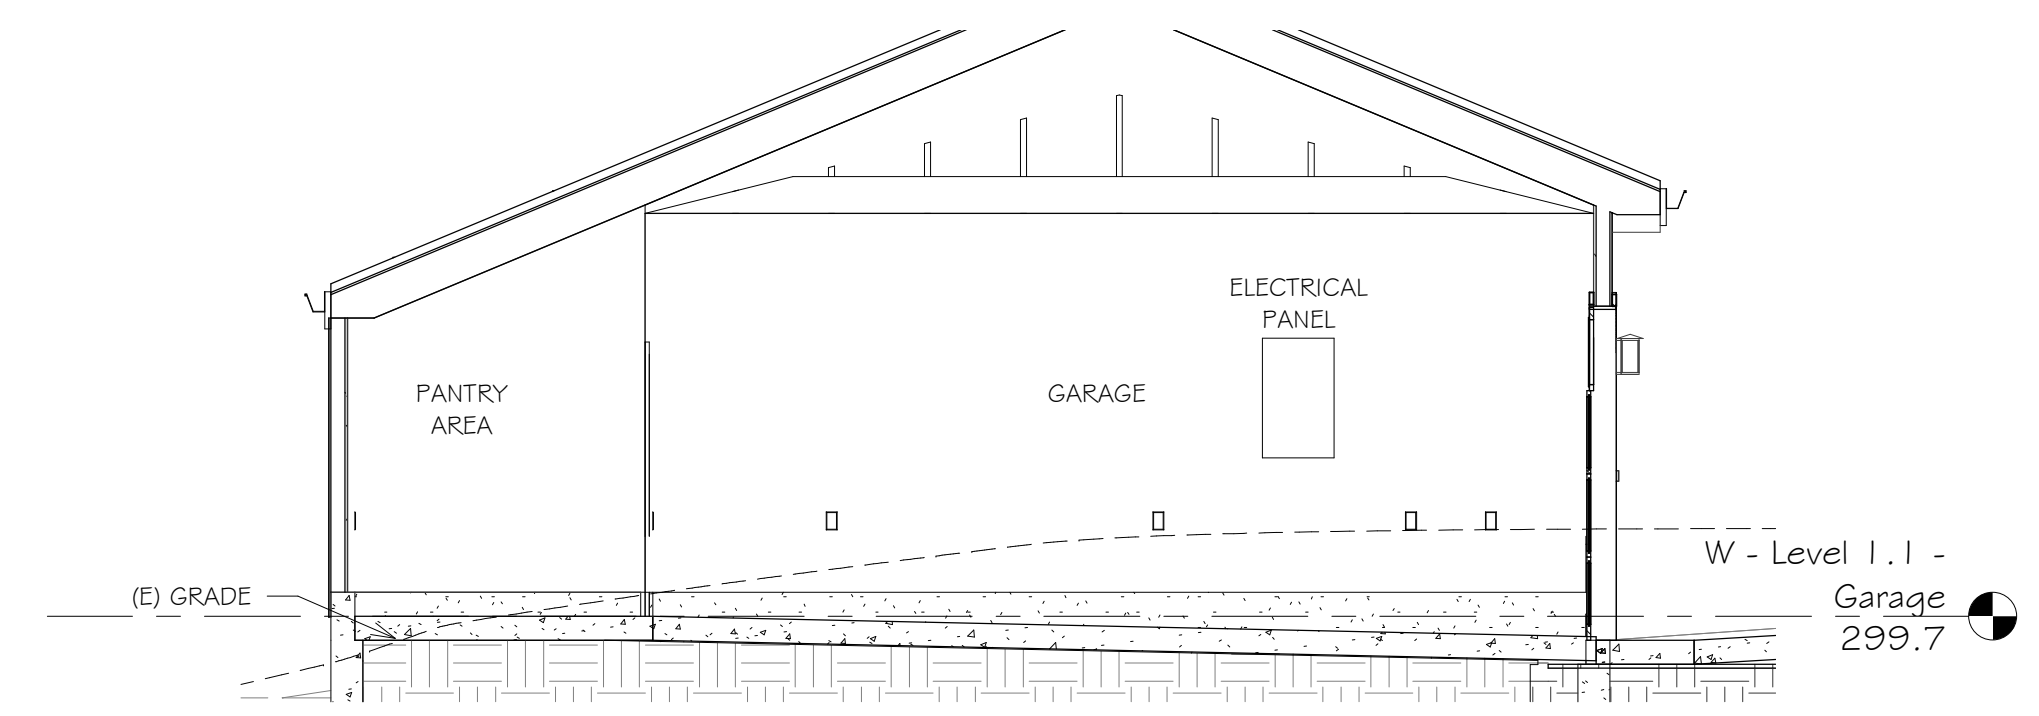 ELECTRICAL
PANEL
PANTRY
AREA
GARAGE
(E) GRADE
W - Level 1.1 -
Garage
299.7